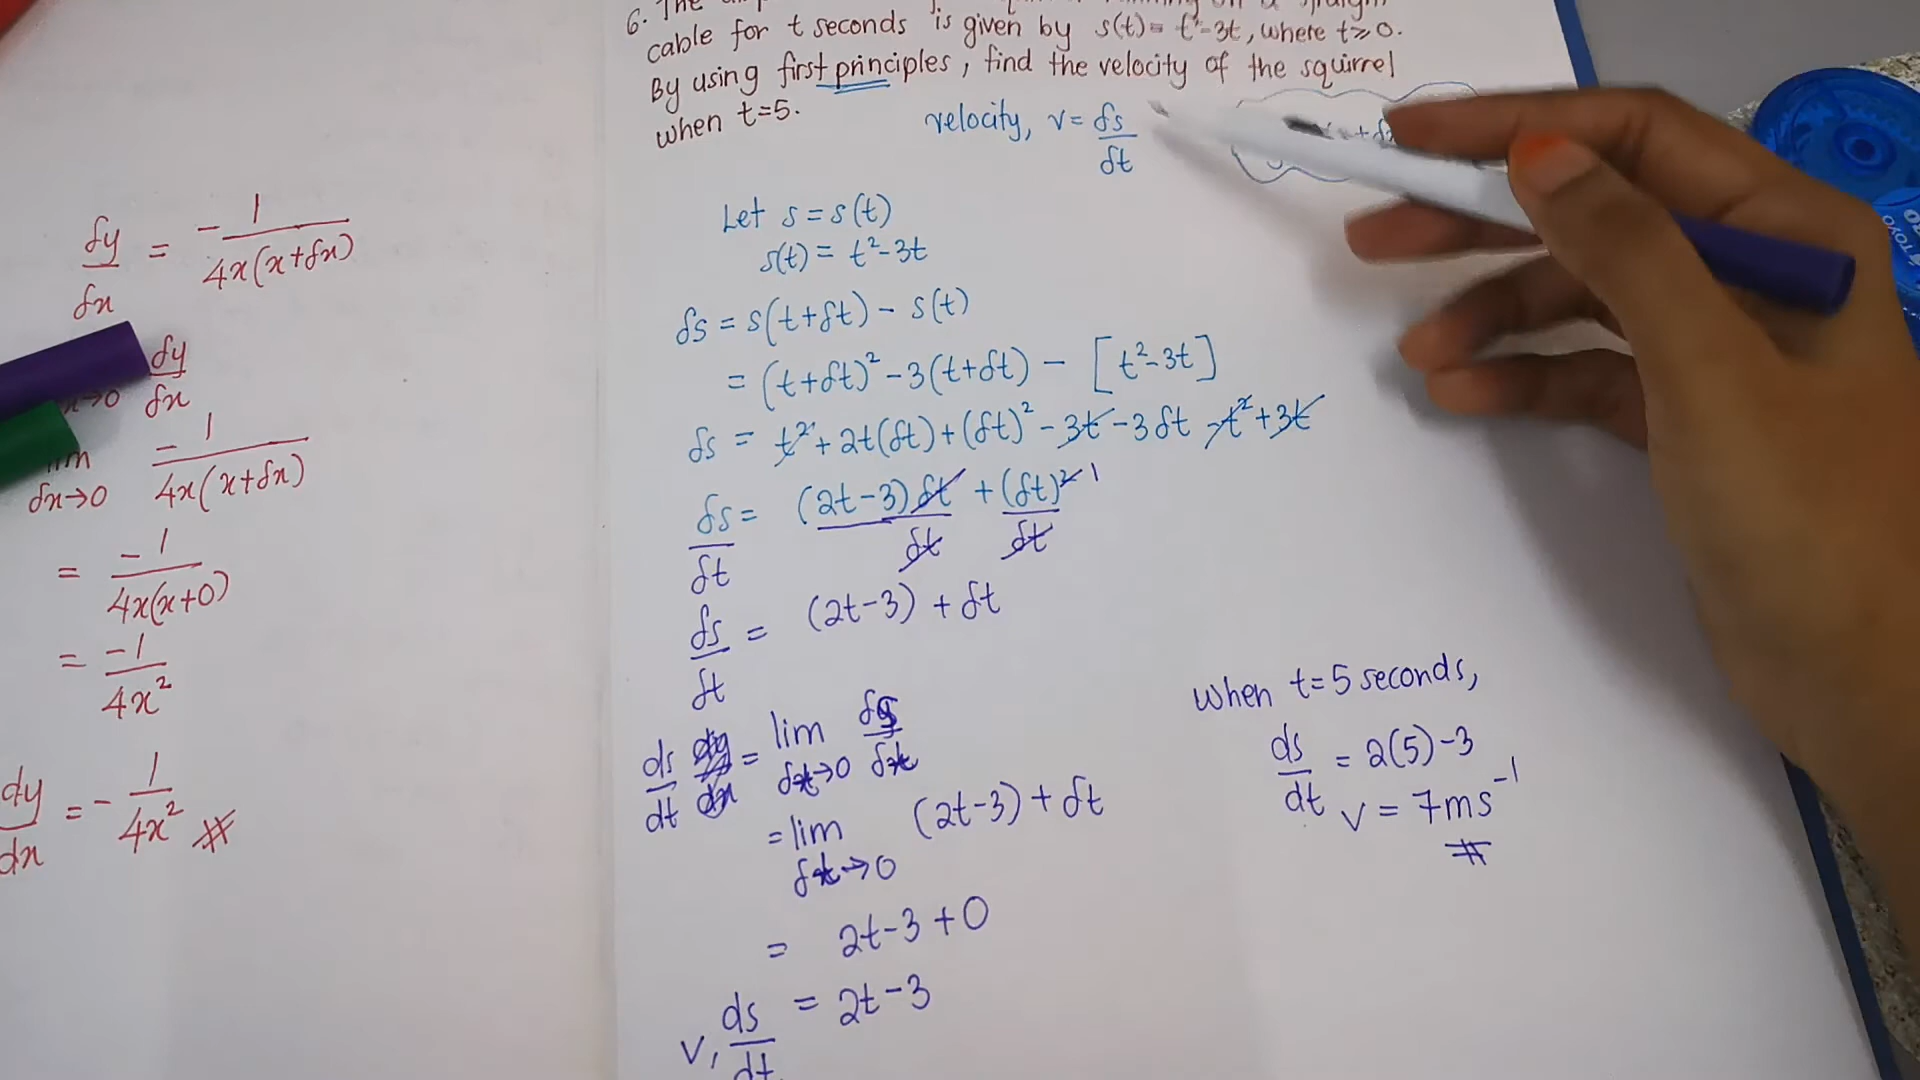 δy/δx = -1/4x(x+δx)
δy/δx
lim δx→0 -1/4x(x+δx)
= -1/4x(x+0)
= -1/4x²
dy/dx = -1/4x² #
6. The
cable for t seconds is given by s(t)= t²-3t, where t≥0.
By using first principles, find the velocity of the squirrel
when t=5.
velocity, v = δs/δt
Let s = s(t)
s(t) = t²-3t
δs = s(t+δt) - s(t)
= (t+δt)² - 3(t+δt) - [t²-3t]
δs = t² + 2t(δt) + (δt)² - 3t - 3δt - t² + 3t
δs/δt = (2t-3)δt/δt + (δt)²/δt 1
δs/δt = (2t-3) + δt
ds/dt = lim δt→0 δs/δt
= lim δt→0 (2t-3) + δt
= 2t-3+0
v, ds/dt = 2t-3
When t=5 seconds,
ds/dt = 2(5)-3
v = 7ms⁻¹
#
TOYO